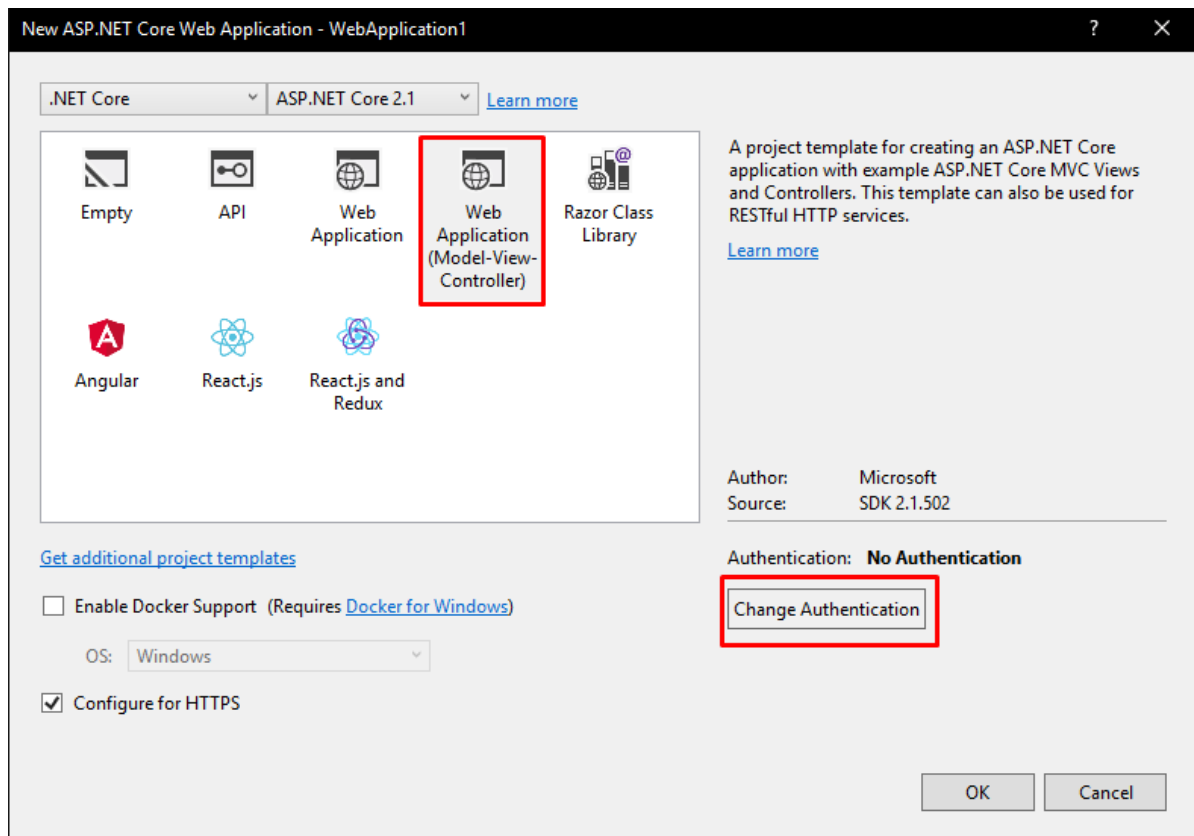 New ASP.NET Core Web Application - WebApplication1
?
.NET Core
ASP.NET Core 2.1
Learn more
Empty
API
Web
Application
Web
Application
(Model-View-
Controller)
Razor Class
Library
Angular
React.js
React.js and
Redux
A project template for creating an ASP.NET Core
application with example ASP.NET Core MVC Views
and Controllers. This template can also be used for
RESTful HTTP services.
Learn more
Author: Microsoft
Source: SDK 2.1.502
Get additional project templates
Authentication: No Authentication
Enable Docker Support (Requires Docker for Windows)
Change Authentication
OS: Windows
Configure for HTTPS
OK
Cancel